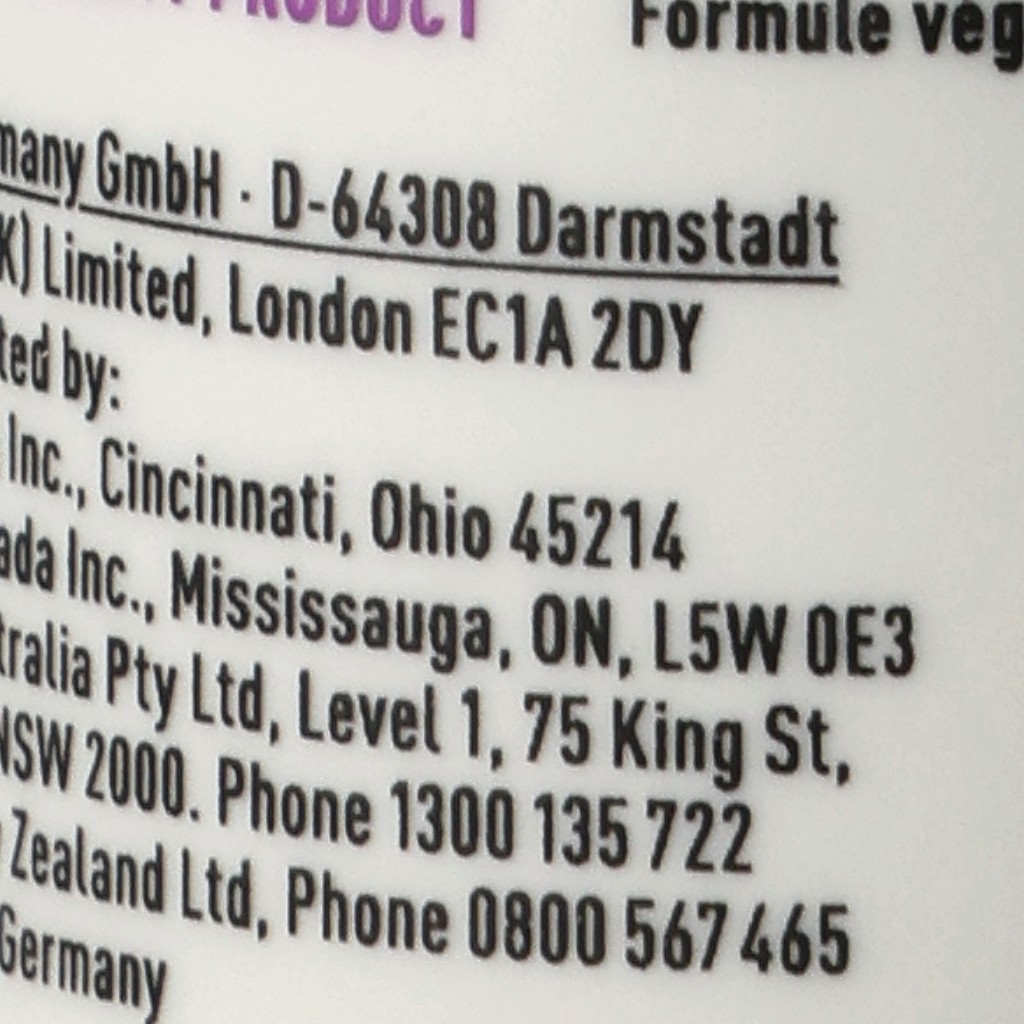 PRODUCT
Formule veg
many GmbH · D-64308 Darmstadt
K) Limited, London EC1A 2DY
ted by:
Inc., Cincinnati, Ohio 45214
ada Inc., Mississauga, ON, L5W 0E3
tralia Pty Ltd, Level 1, 75 King St,
NSW 2000. Phone 1300 135 722
Zealand Ltd, Phone 0800 567 465
Germany